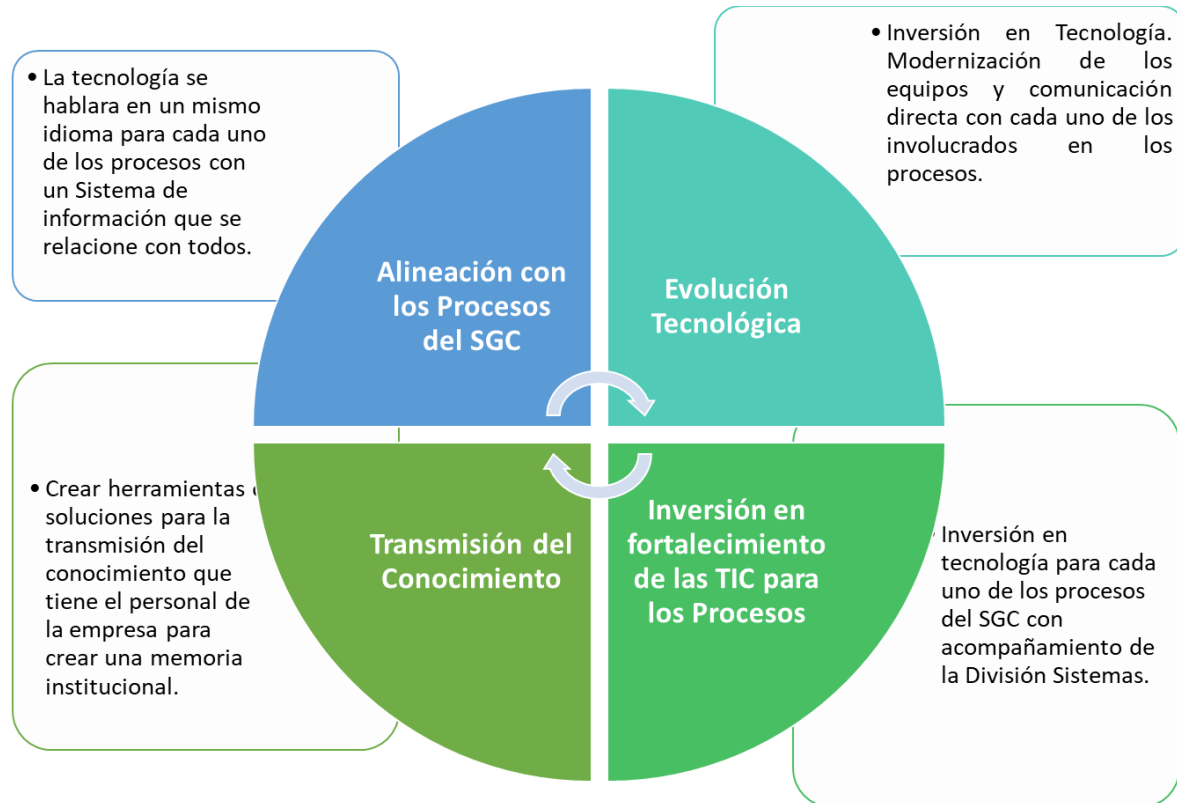 • La tecnología se
hablara en un mismo
idioma para cada uno
de los procesos con
un Sistema de
información que se
relacione con todos.
• Inversión en Tecnología.
Modernización de los
equipos y comunicación
directa con cada uno de los
involucrados en los
procesos.
Alineación con
los Procesos
del SGC
Evolución
Tecnológica
• Crear herramientas
soluciones para la
transmisión del
conocimiento que
tiene el personal de
la empresa para
crear una memoria
institucional.
Transmisión del
Conocimiento
Inversión en
fortalecimiento
de las TIC para
los Procesos
• Inversión en
tecnología para cada
uno de los procesos
del SGC con
acompañamiento de
la División Sistemas.